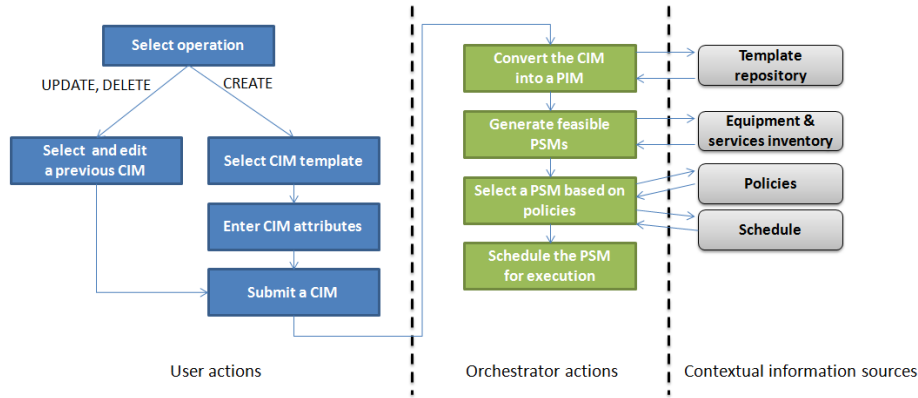 Select operation
UPDATE, DELETE
CREATE
Select and edit
a previous CIM
Select CIM template
Enter CIM attributes
Submit a CIM
User actions
Convert the CIM
into a PIM
Generate feasible
PSMs
Select a PSM based on
policies
Schedule the PSM
for execution
Orchestrator actions
Template
repository
Equipment &
services inventory
Policies
Schedule
Contextual information sources